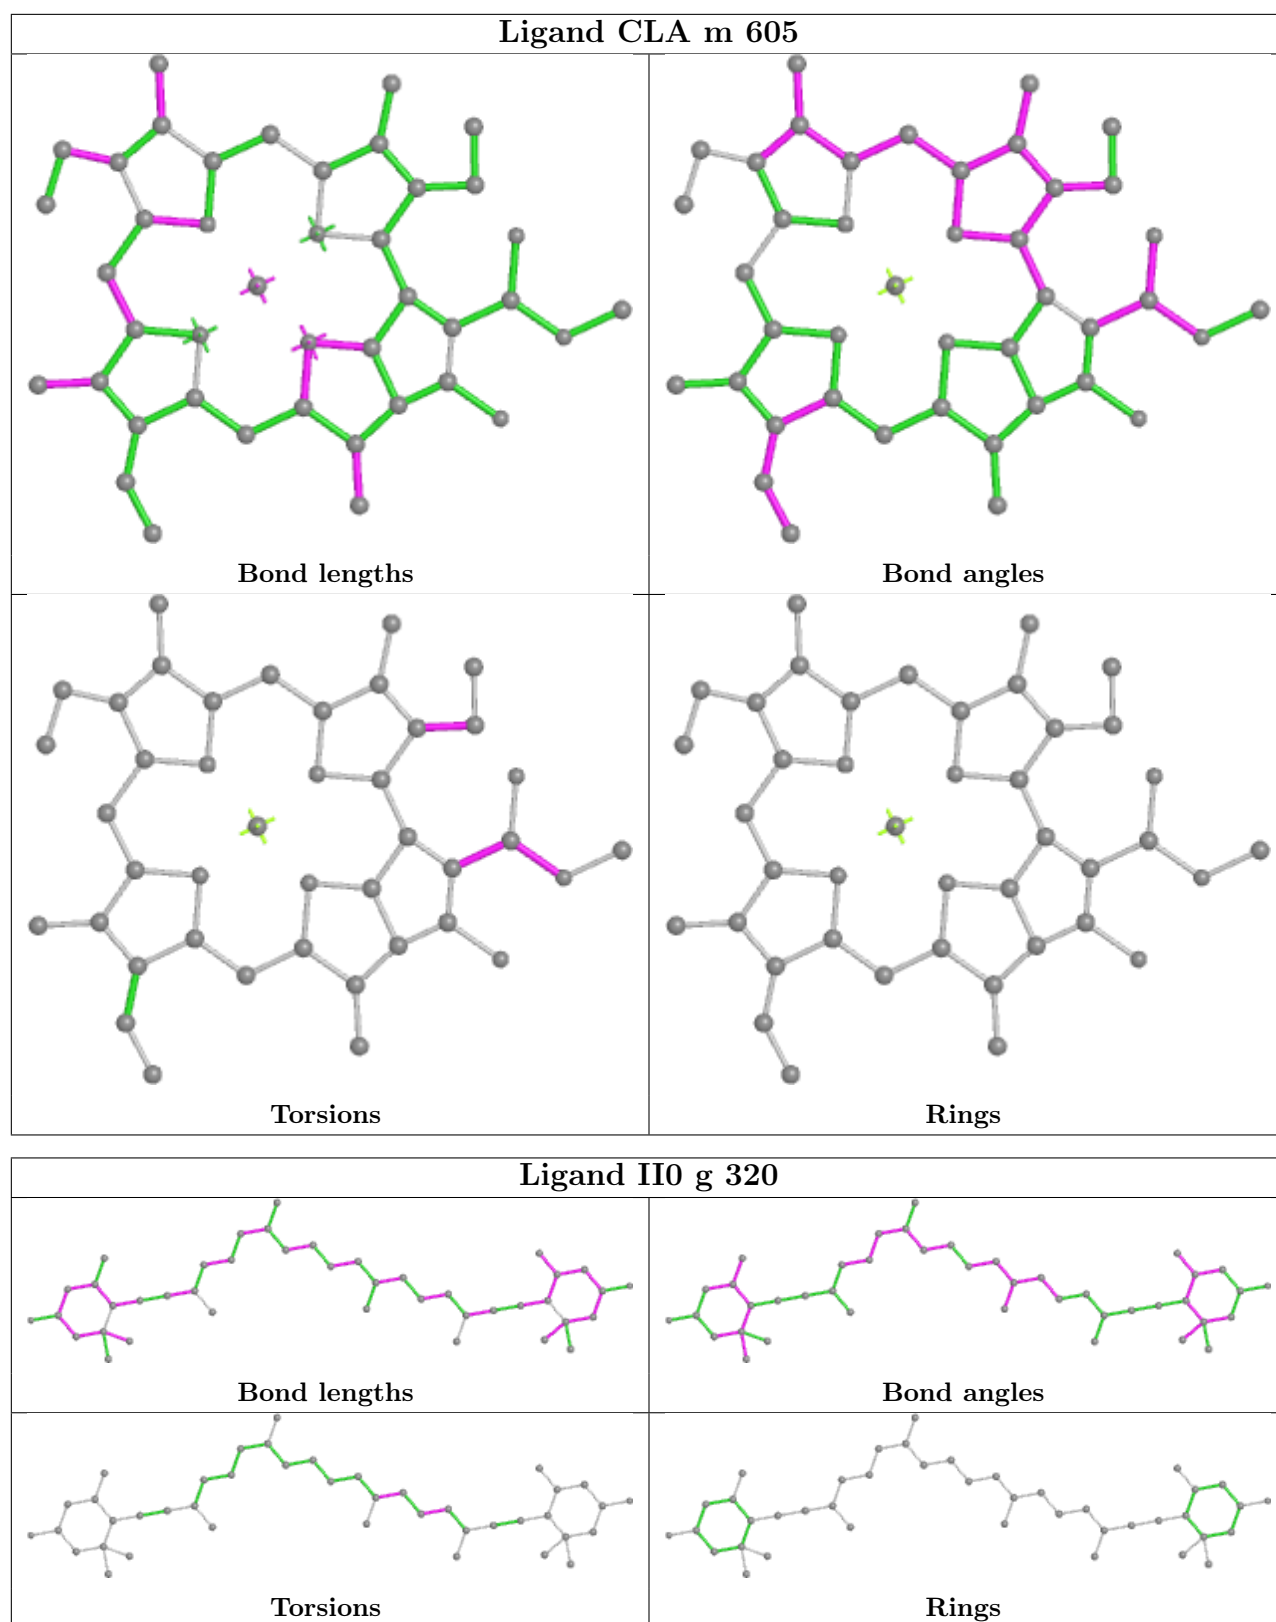 Ligand CLA m 605
Bond lengths
Bond angles
Torsions
Rings
Ligand II0 g 320
Bond lengths
Bond angles
Torsions
Rings